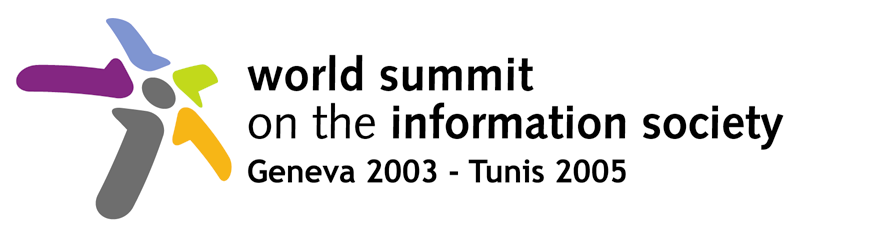 world summit
on the information society
Geneva 2003 - Tunis 2005